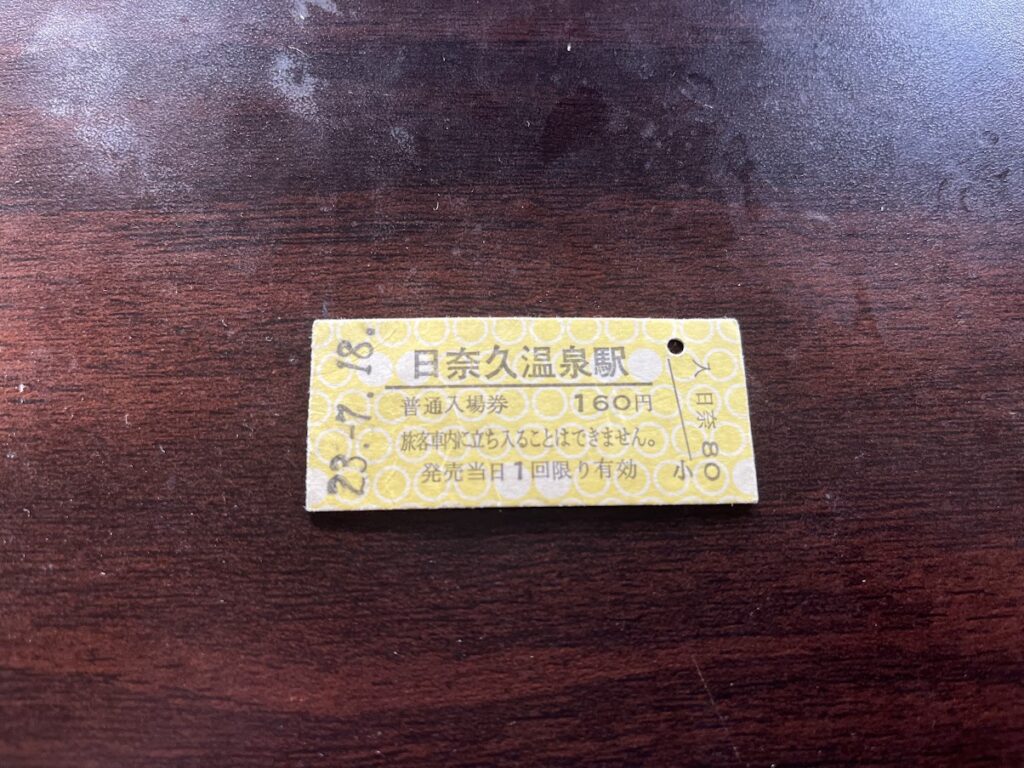 23.-7.18.
日奈久温泉駅
普通入場券 160円
旅客車内に立ち入ることはできません。
発売当日1回限り有効
小
入 日奈 80